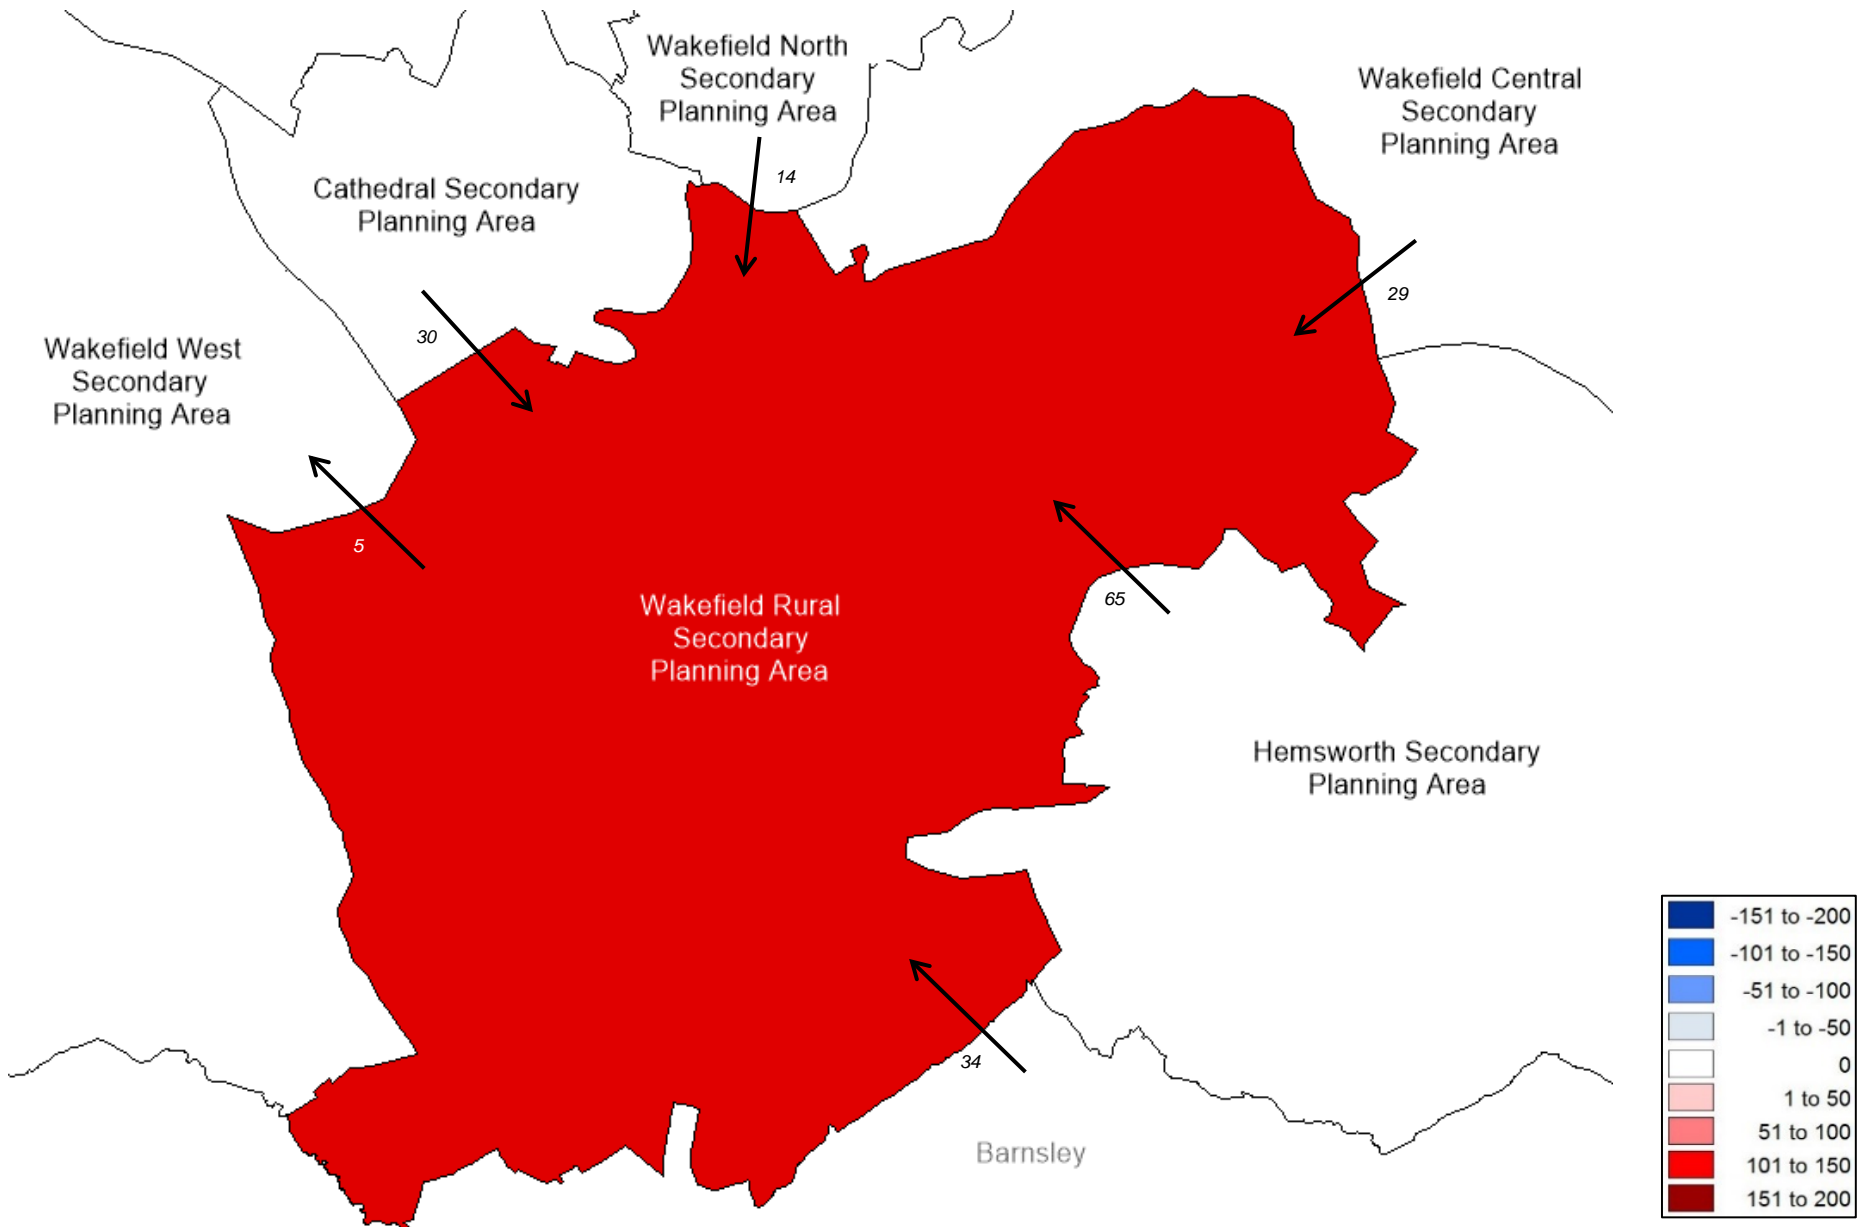 Wakefield North
Secondary
Planning Area
Wakefield Central
Secondary
Planning Area
Cathedral Secondary
Planning Area
14
29
30
Wakefield West
Secondary
Planning Area
5
65
Wakefield Rural
Secondary
Planning Area
Hemsworth Secondary
Planning Area
34
Barnsley
-151 to -200
-101 to -150
-51 to -100
-1 to -50
0
1 to 50
51 to 100
101 to 150
151 to 200